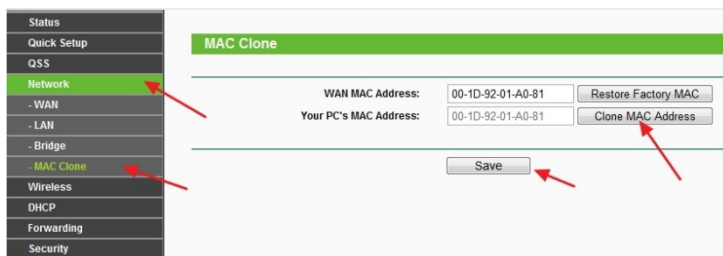 Status
Quick Setup
QSS
Network
- WAN
- LAN
- Bridge
- MAC Clone
Wireless
DHCP
Forwarding
Security
MAC Clone
WAN MAC Address: 00-1D-92-01-A0-81 Restore Factory MAC
Your PC's MAC Address: 00-1D-92-01-A0-81 Clone MAC Address
Save